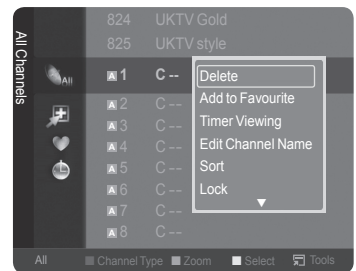 All Channels
824 UKTV Gold
825 UKTV style
All
A 1 C --
A 2 C --
A 3 C --
A 4 C --
A 5 C --
A 6 C --
A 7 C --
A 8 C --
Delete
Add to Favourite
Timer Viewing
Edit Channel Name
Sort
Lock
All Channel Type Zoom Select Tools